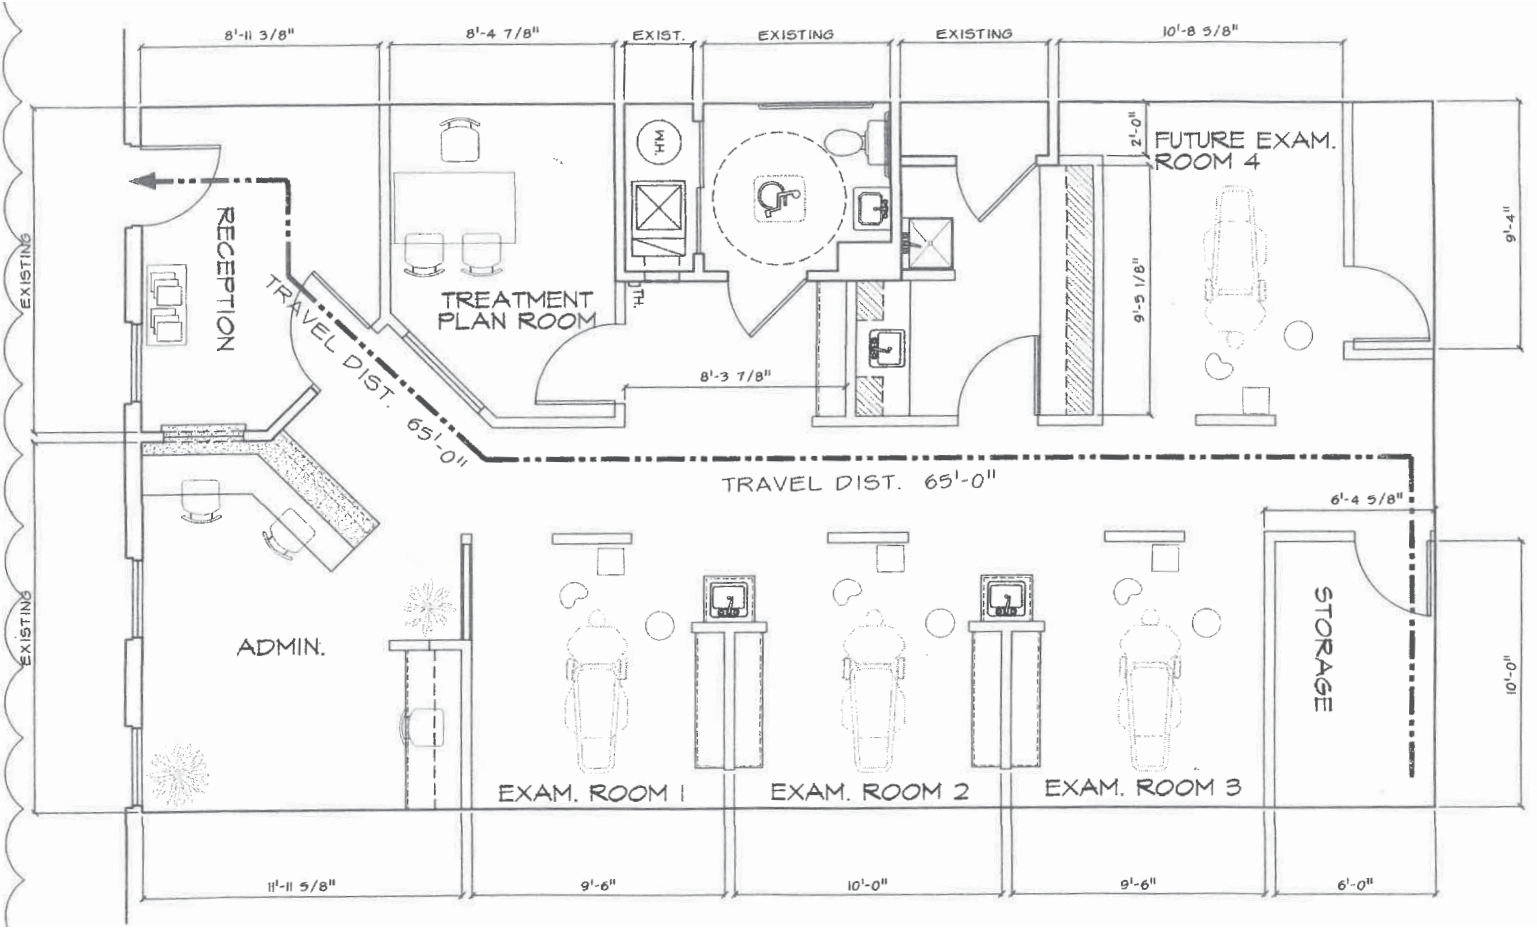 8'-11 3/8"
8'-4 7/8"
EXIST.
EXISTING
EXISTING
10'-8 5/8"
W.H.
2'-0"
FUTURE EXAM.
ROOM 4
RECEPTION
EXISTING
9'-4"
9'-5 1/8"
TREATMENT
PLAN ROOM
TH.
TRAVEL DIST. 65'-0"
8'-3 7/8"
TRAVEL DIST. 65'-0"
6'-4 5/8"
EXISTING
ADMIN.
STORAGE
10'-0"
EXAM. ROOM 1
EXAM. ROOM 2
EXAM. ROOM 3
11'-11 5/8"
9'-6"
10'-0"
9'-6"
6'-0"